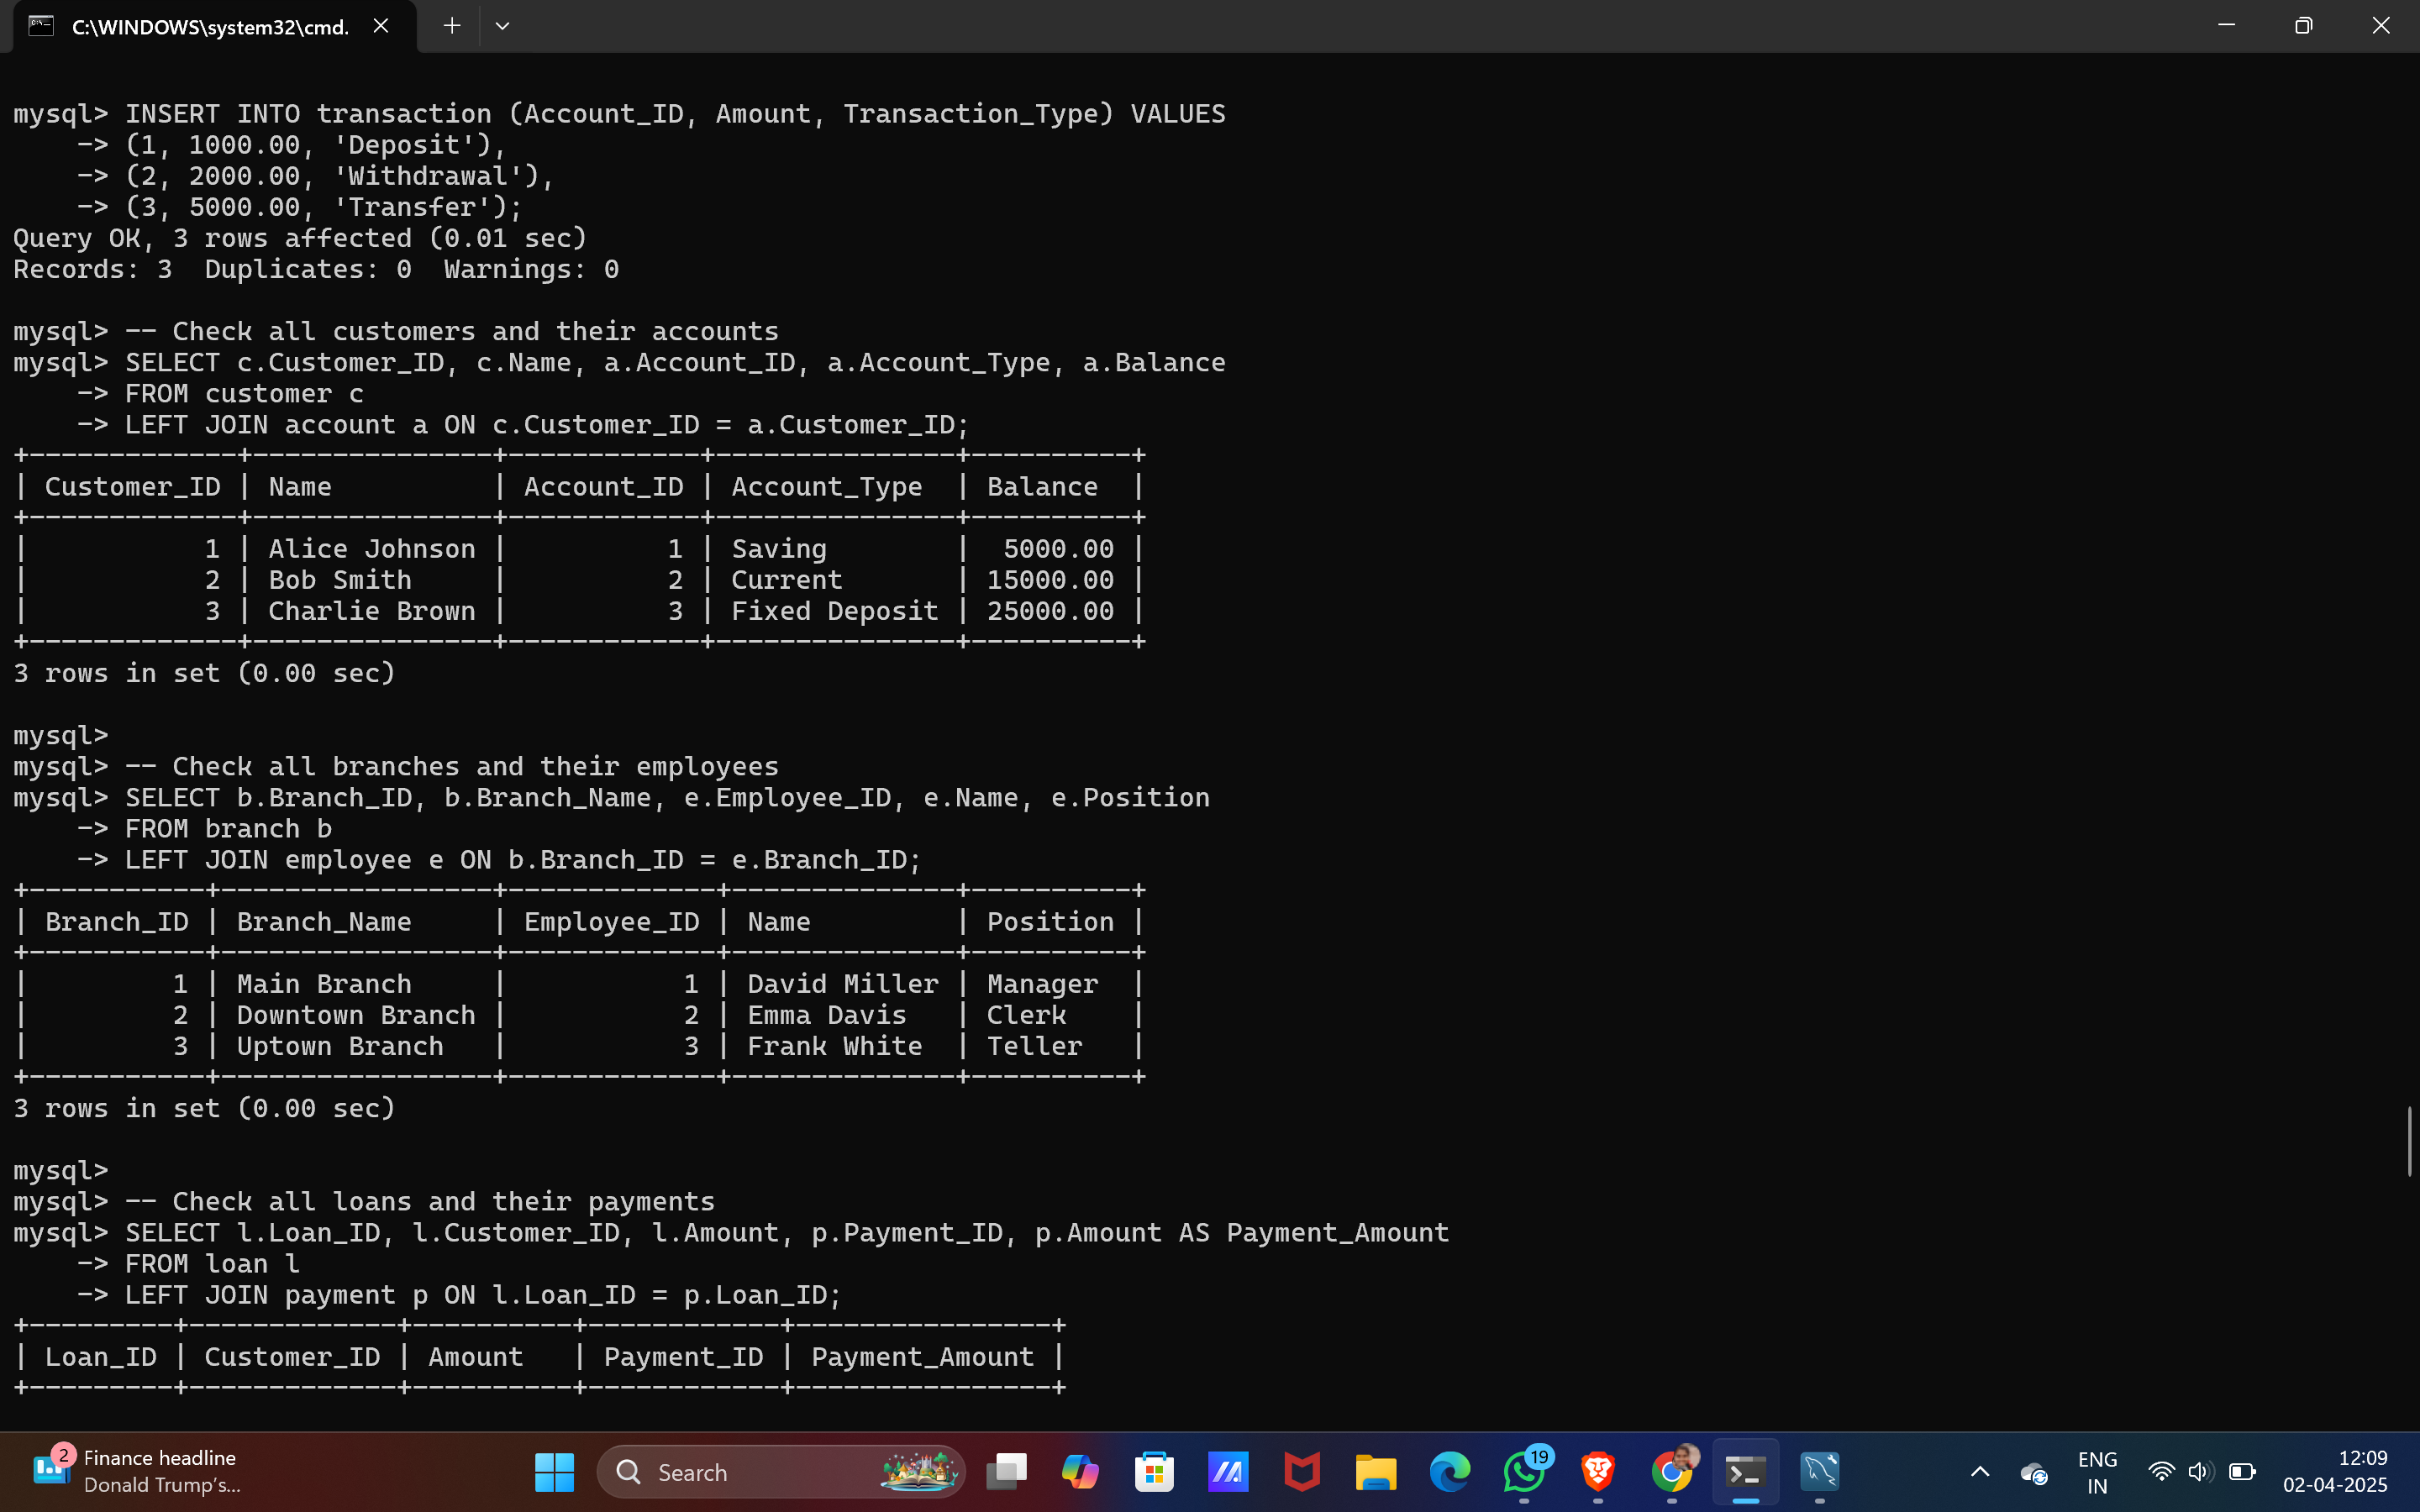 C:\WINDOWS\system32\cmd.
mysql> INSERT INTO transaction (Account_ID, Amount, Transaction_Type) VALUES
    -> (1, 1000.00, 'Deposit'),
    -> (2, 2000.00, 'Withdrawal'),
    -> (3, 5000.00, 'Transfer');
Query OK, 3 rows affected (0.01 sec)
Records: 3  Duplicates: 0  Warnings: 0
mysql> -- Check all customers and their accounts
mysql> SELECT c.Customer_ID, c.Name, a.Account_ID, a.Account_Type, a.Balance
    -> FROM customer c
    -> LEFT JOIN account a ON c.Customer_ID = a.Customer_ID;
+-------------+---------------+------------+---------------+----------+
| Customer_ID | Name          | Account_ID | Account_Type  | Balance  |
+-------------+---------------+------------+---------------+----------+
|           1 | Alice Johnson |          1 | Saving        |  5000.00 |
|           2 | Bob Smith     |          2 | Current       | 15000.00 |
|           3 | Charlie Brown |          3 | Fixed Deposit | 25000.00 |
+-------------+---------------+------------+---------------+----------+
3 rows in set (0.00 sec)
mysql>
mysql> -- Check all branches and their employees
mysql> SELECT b.Branch_ID, b.Branch_Name, e.Employee_ID, e.Name, e.Position
    -> FROM branch b
    -> LEFT JOIN employee e ON b.Branch_ID = e.Branch_ID;
+-----------+-----------------+-------------+--------------+----------+
| Branch_ID | Branch_Name     | Employee_ID | Name         | Position |
+-----------+-----------------+-------------+--------------+----------+
|         1 | Main Branch     |           1 | David Miller | Manager  |
|         2 | Downtown Branch |           2 | Emma Davis   | Clerk    |
|         3 | Uptown Branch   |           3 | Frank White  | Teller   |
+-----------+-----------------+-------------+--------------+----------+
3 rows in set (0.00 sec)
mysql>
mysql> -- Check all loans and their payments
mysql> SELECT l.Loan_ID, l.Customer_ID, l.Amount, p.Payment_ID, p.Amount AS Payment_Amount
    -> FROM loan l
    -> LEFT JOIN payment p ON l.Loan_ID = p.Loan_ID;
+---------+-------------+----------+------------+----------------+
| Loan_ID | Customer_ID | Amount   | Payment_ID | Payment_Amount |
+---------+-------------+----------+------------+----------------+
2
Finance headline
Donald Trump's...
Search
19
ENG
IN
12:09
02-04-2025